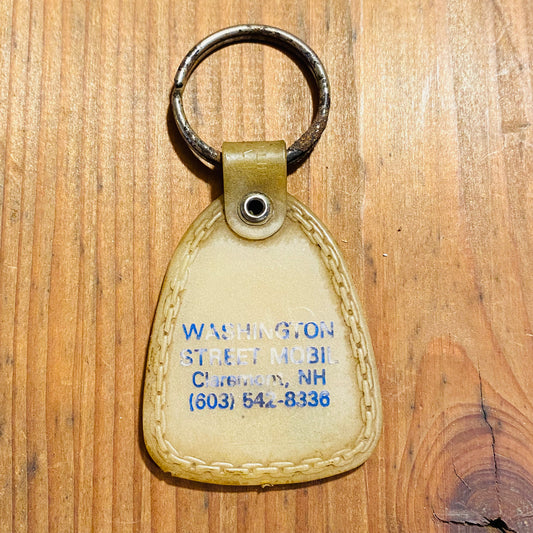 WASHINGTON
STREET MOBIL
Claremont, NH
(603) 542-8336